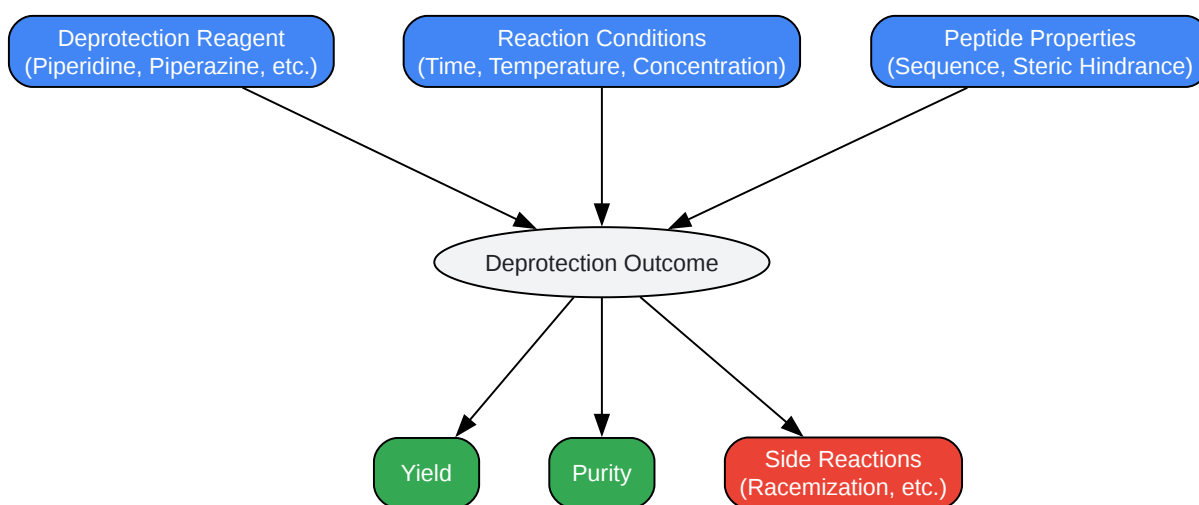 Deprotection Reagent
(Piperidine, Piperazine, etc.)
Reaction Conditions
(Time, Temperature, Concentration)
Peptide Properties
(Sequence, Steric Hindrance)
Deprotection Outcome
Yield
Purity
Side Reactions
(Racemization, etc.)